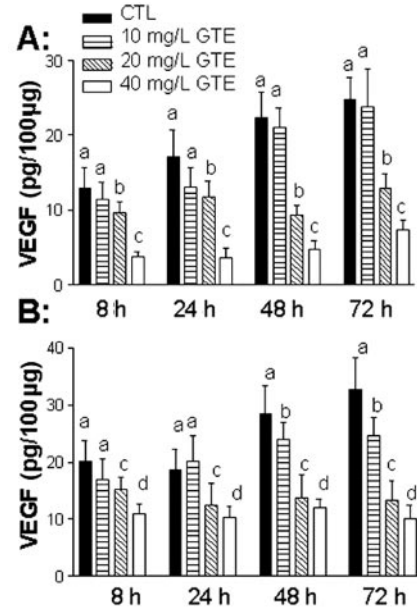 A:
CTL
10 mg/L GTE
20 mg/L GTE
40 mg/L GTE
VEGF (pg/100μg)
30
20
10
0
a a b c
a a b c
a a b c
a a b c
8 h 24 h 48 h 72 h
B:
VEGF (pg/100μg)
40
30
20
10
0
a a c d
a a c d
a b c d
a b c d
8 h 24 h 48 h 72 h